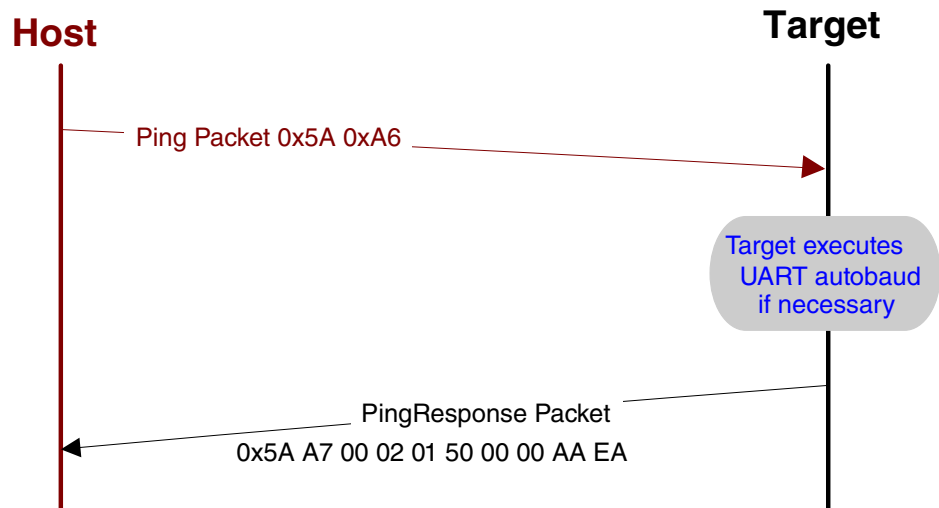 Host
Target
Ping Packet 0x5A 0xA6
Target executes
UART autobaud
if necessary
PingResponse Packet
0x5A A7 00 02 01 50 00 00 AA EA